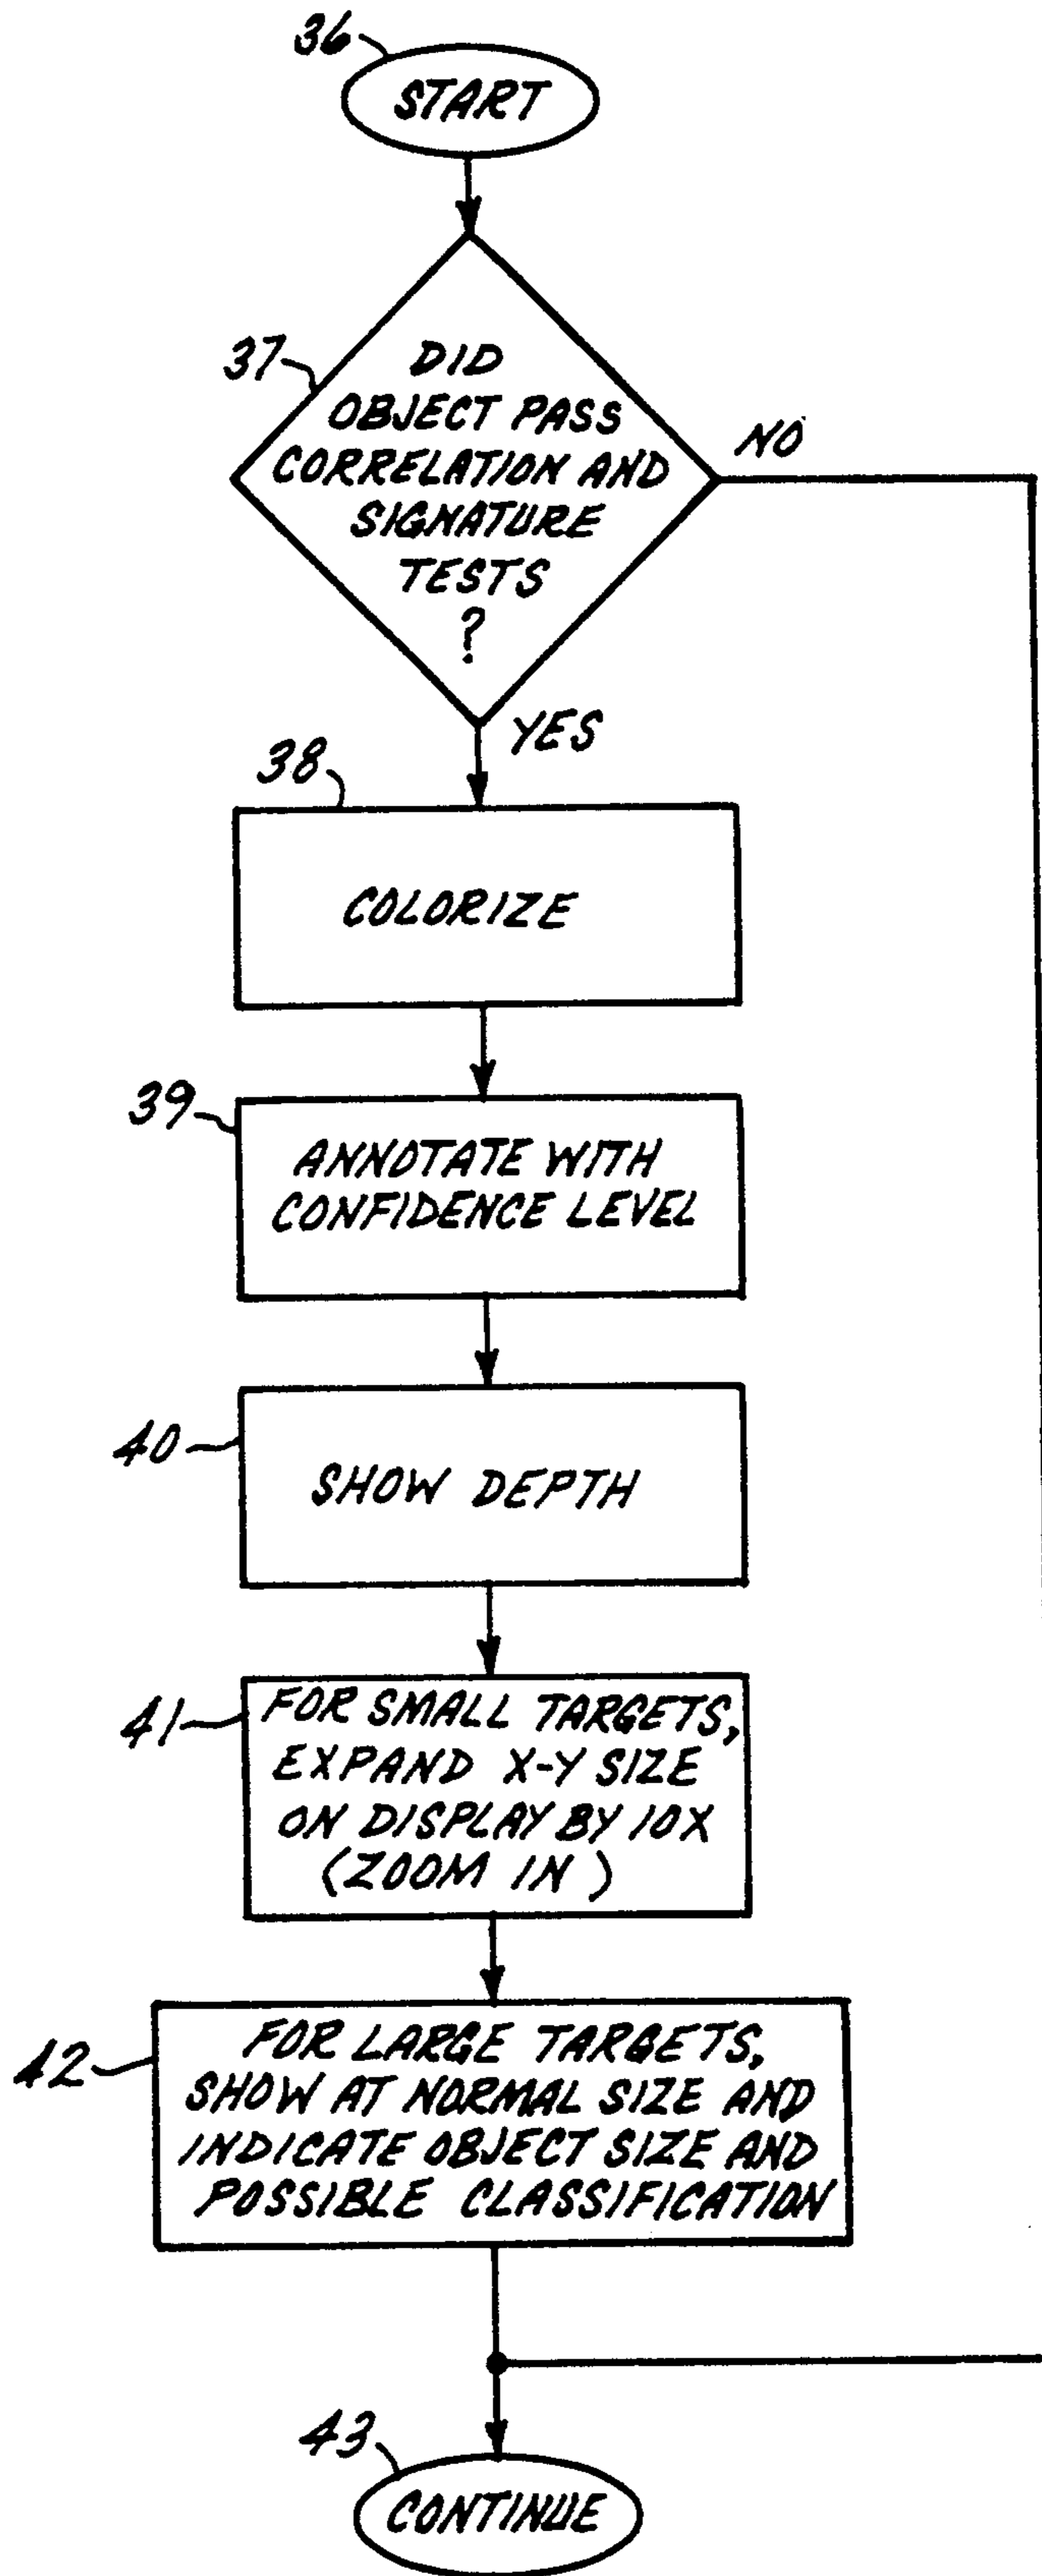 36
START
37
DID
OBJECT PASS
CORRELATION AND
SIGNATURE
TESTS
?
NO
YES
38
COLORIZE
39
ANNOTATE WITH
CONFIDENCE LEVEL
40
SHOW DEPTH
41
FOR SMALL TARGETS,
EXPAND X-Y SIZE
ON DISPLAY BY 10X
(ZOOM IN)
42
FOR LARGE TARGETS,
SHOW AT NORMAL SIZE AND
INDICATE OBJECT SIZE AND
POSSIBLE CLASSIFICATION
43
CONTINUE